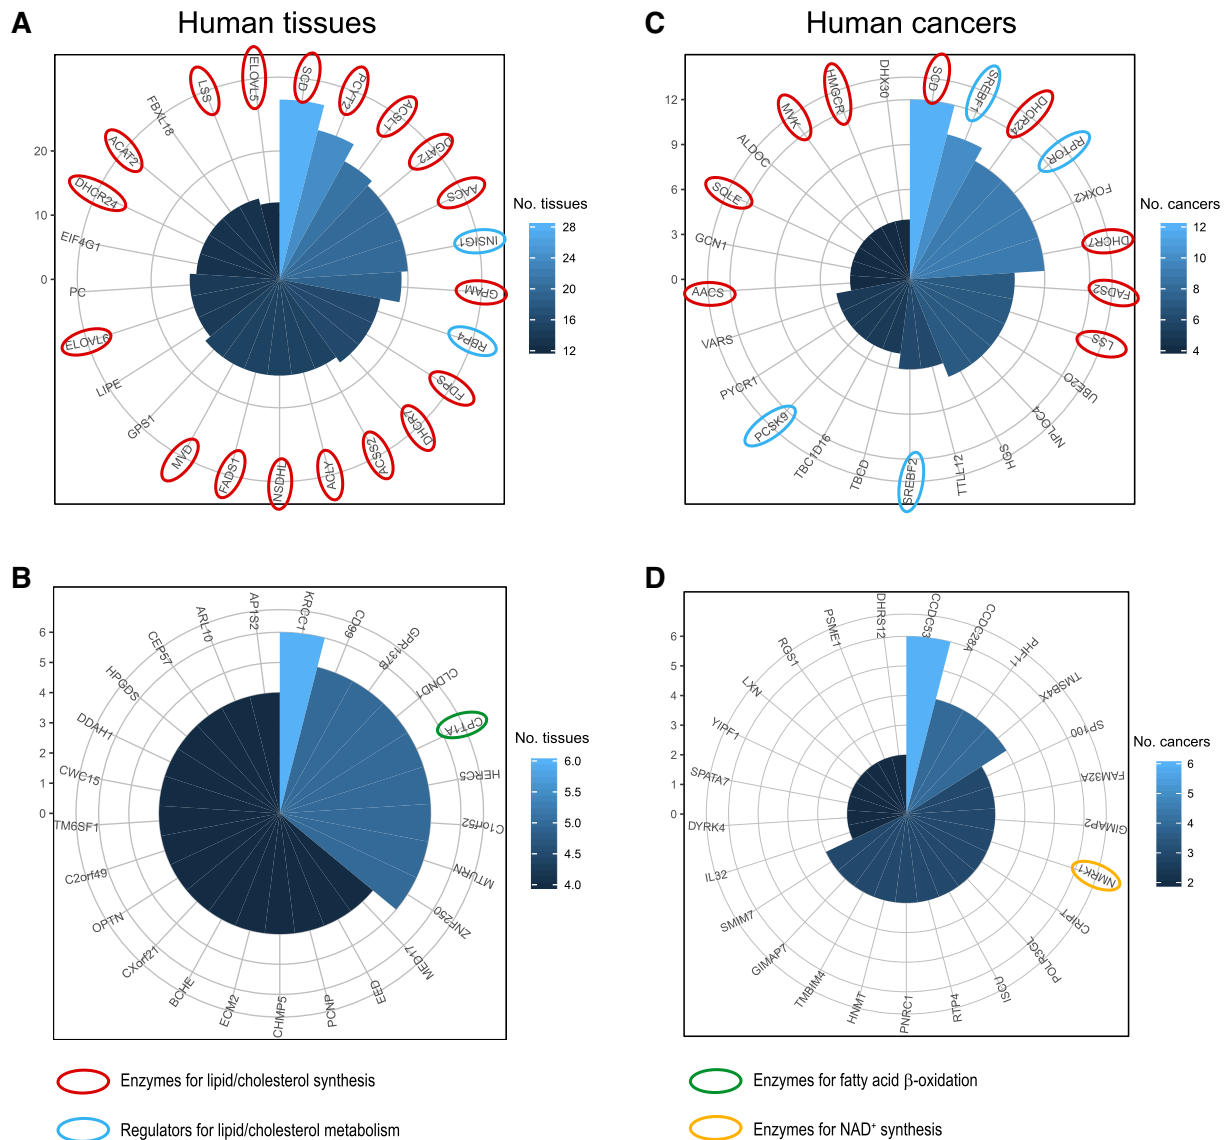 A
Human tissues
SCD
PCYT2
ACSL1
DGAT2
AACS
INSIG1
GPAM
RBP4
FDPS
DHCR7
ACSS2
ACLY
NSDHL
FADS1
MVD
GPS1
LIPE
ELOVL6
PC
EIF4G1
DHCR24
ACAT2
FBXL18
LSS
ELOVL5
20
10
0
No. tissues
28
24
20
16
12
C
Human cancers
SCD
SREBF1
DHCR24
RPTOR
FOXK2
DHCR7
FADS2
LSS
UBE2O
NPLOC4
HGS
TTLL12
SREBF2
TBCD
TBC1D16
PCSK9
PYCR1
VARS
AACS
GCN1
SQLE
ALDOC
MVK
HMGCR
DHX30
12
9
6
3
0
No. cancers
12
10
8
6
4
B
KRCC1
CD99
GPR137B
CLDND1
CPT1A
HERC5
C1orf52
MTURN
ZNF250
MED17
EED
PCNP
CHMP5
ECM2
BCHE
CXorf21
OPTN
C2orf49
TM6SF1
CWC15
DDAH1
HPGDS
CEP57
ARL10
AP1S2
6
5
4
3
2
1
0
No. tissues
6.0
5.5
5.0
4.5
4.0
D
CCDC53
CCDC28A
PHF11
TMSB4X
SP100
FAM32A
GIMAP2
NMRK1
CRIPT
POLR3GL
ISCU
RTP4
PNRC1
HNMT
TMBIM4
GIMAP7
SMIM7
IL32
DYRK4
SPATA7
YIPF1
LXN
RGS1
PSME1
DHRS12
6
5
4
3
2
1
0
No. cancers
6
5
4
3
2
Enzymes for lipid/cholesterol synthesis
Regulators for lipid/cholesterol metabolism
Enzymes for fatty acid β-oxidation
Enzymes for NAD⁺ synthesis